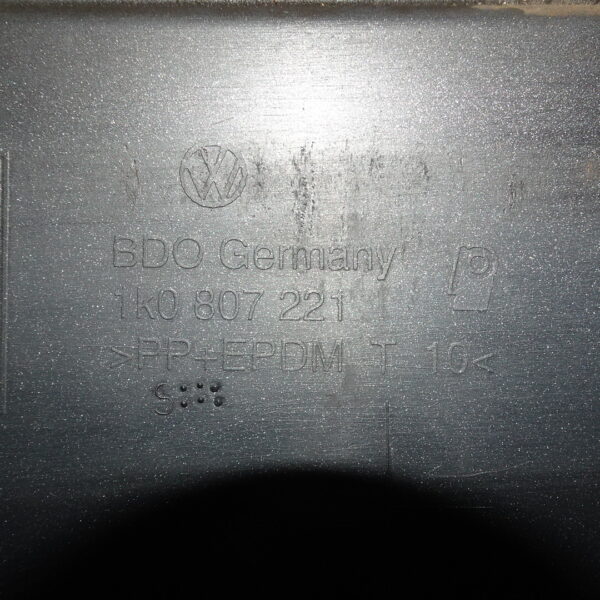 BDO Germany
1k0 807 221
>PP+EPDM T 10<
S